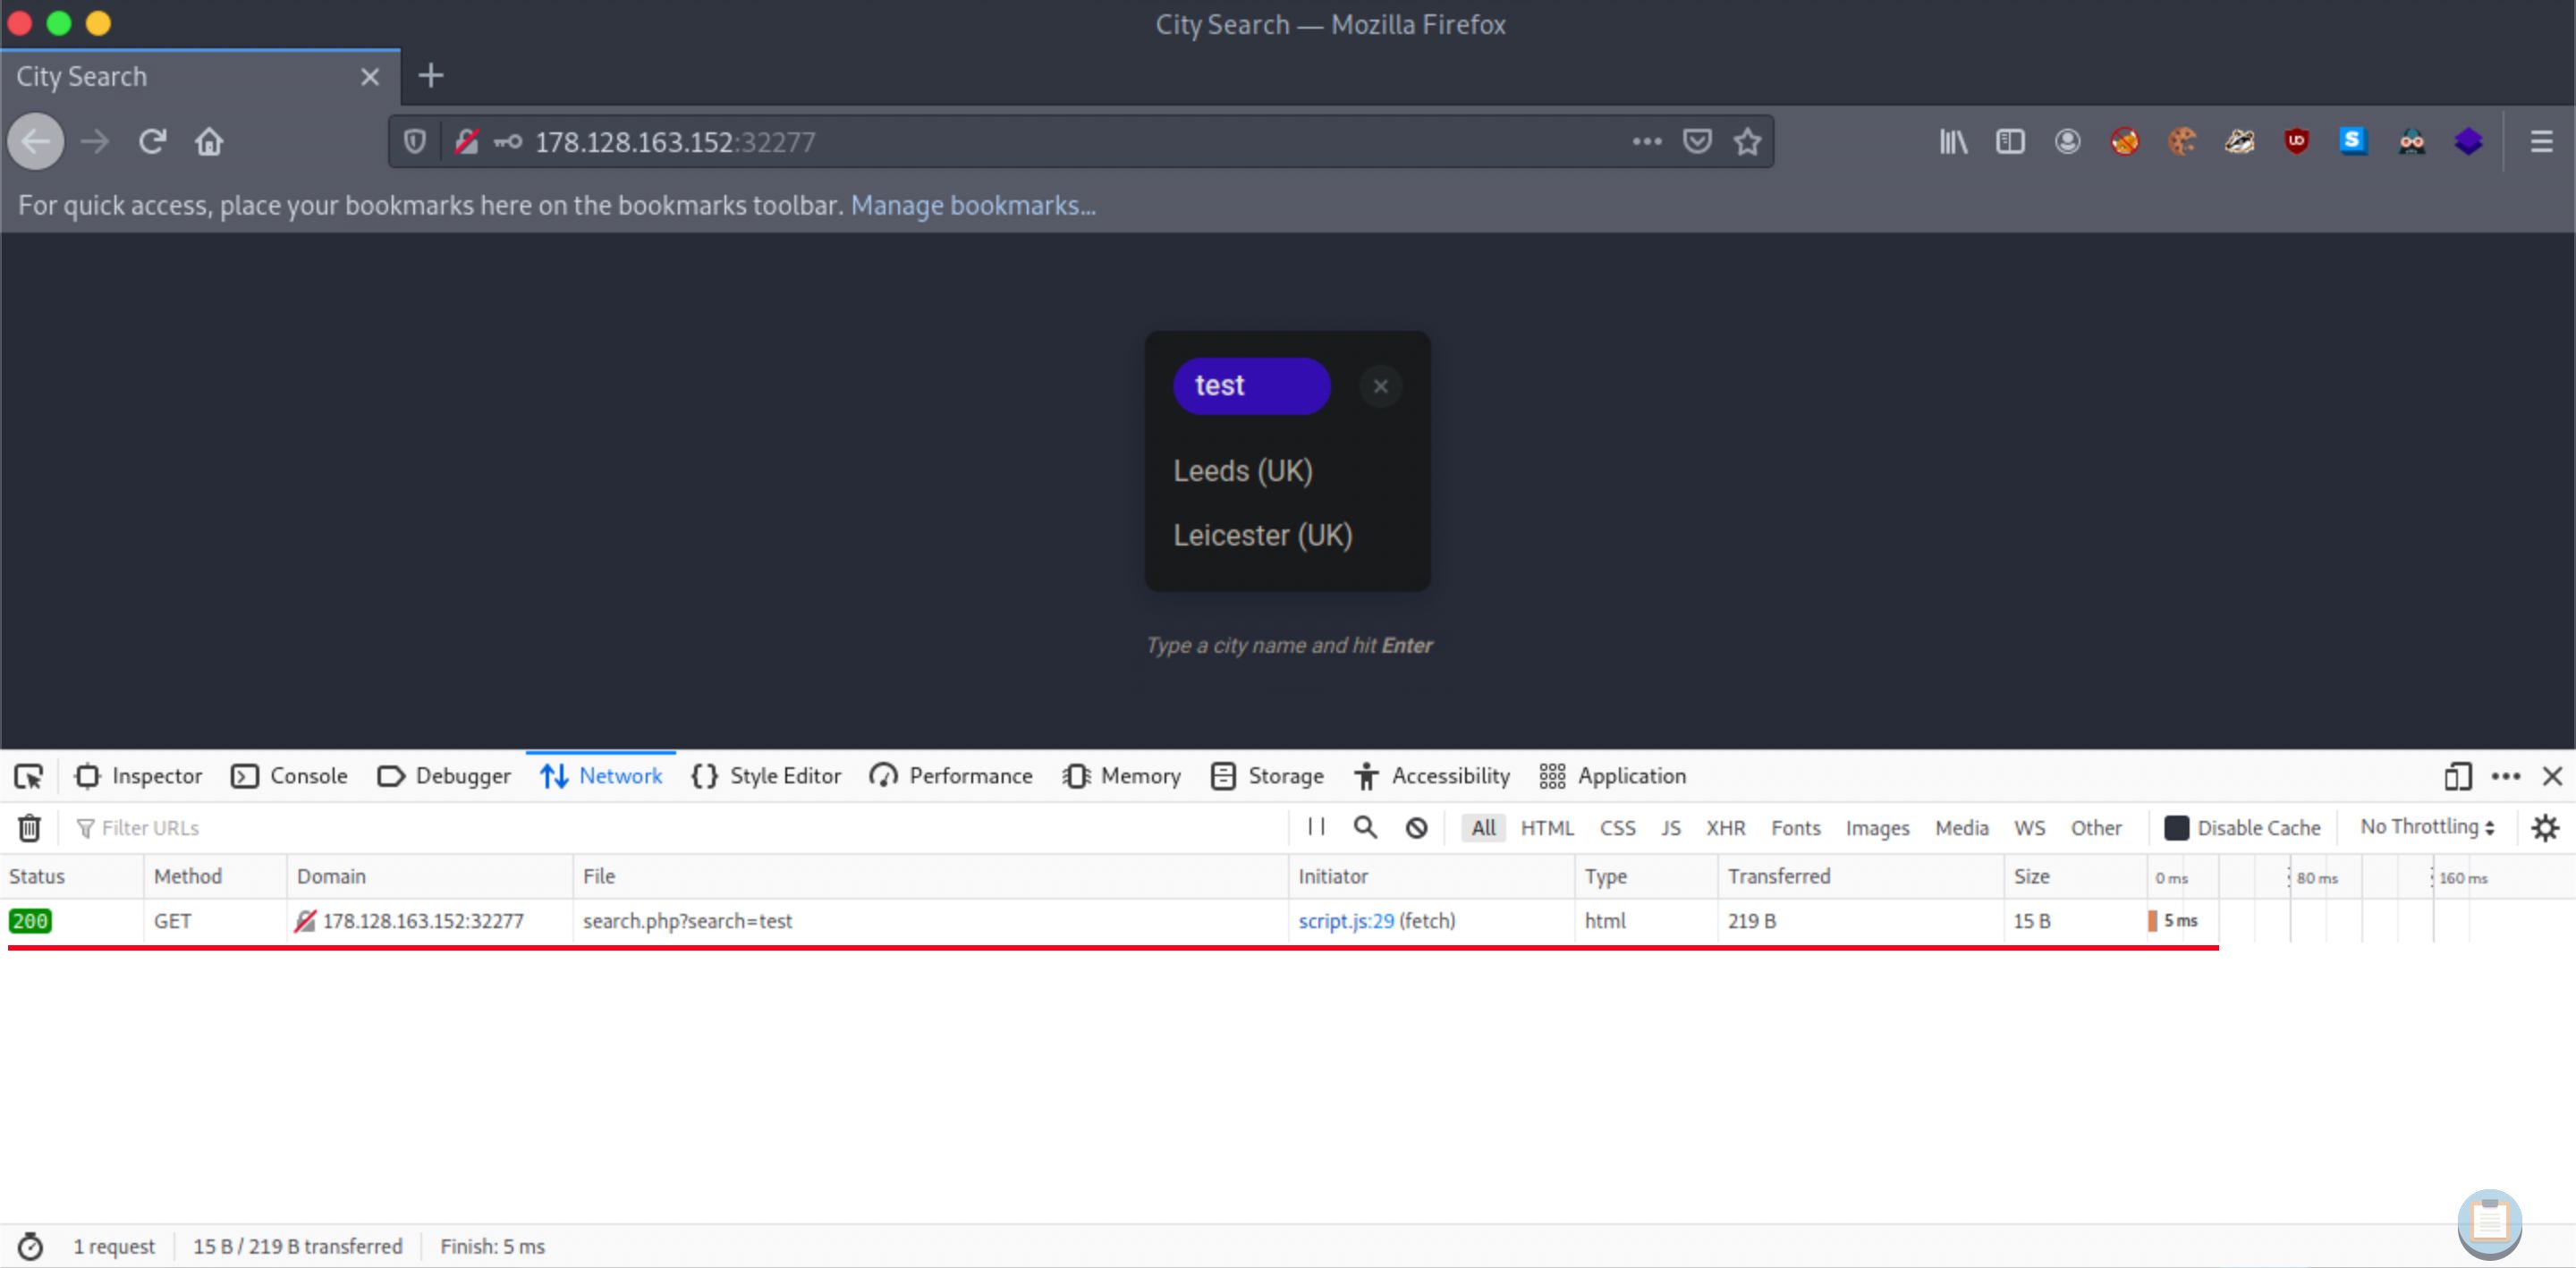 City Search — Mozilla Firefox
City Search
178.128.163.152:32277
For quick access, place your bookmarks here on the bookmarks toolbar. Manage bookmarks...
test
Leeds (UK)
Leicester (UK)
Type a city name and hit Enter
Inspector Console Debugger Network Style Editor Performance Memory Storage Accessibility Application
Filter URLs All HTML CSS JS XHR Fonts Images Media WS Other Disable Cache No Throttling
Status Method Domain File Initiator Type Transferred Size 0 ms 80 ms 160 ms
200 GET 178.128.163.152:32277 search.php?search=test script.js:29 (fetch) html 219 B 15 B 5 ms
1 request 15 B / 219 B transferred Finish: 5 ms